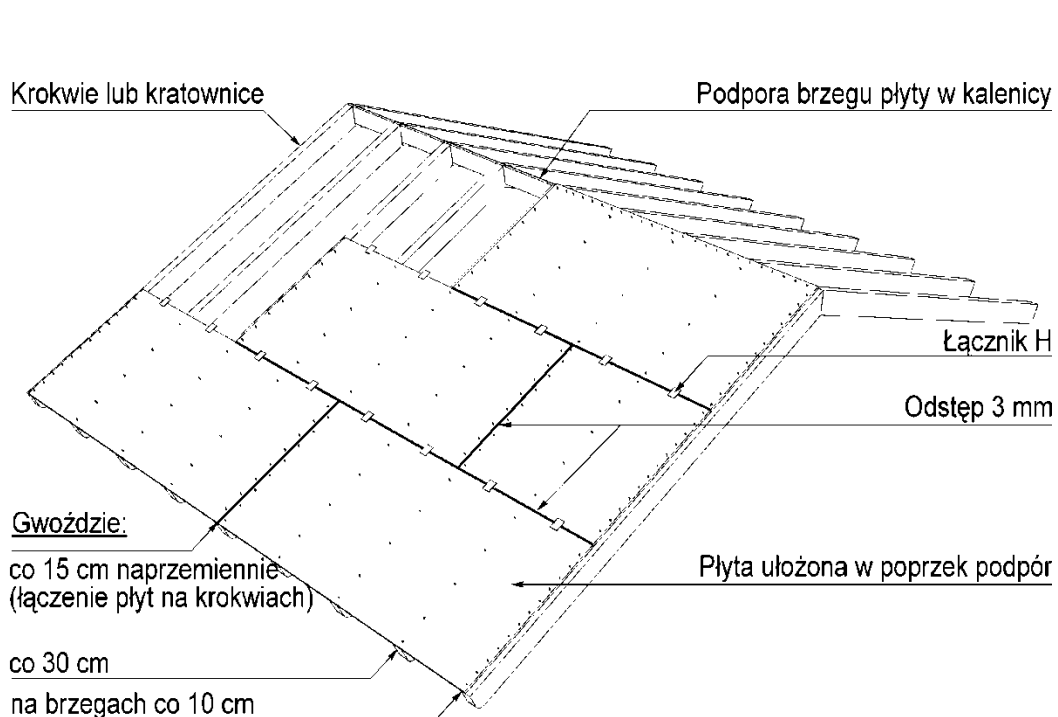 Krokwie lub kratownice
Podpora brzegu płyty w kalenicy
Łącznik H
Odstęp 3 mm
Płyta ułożona w poprzek podpór
Gwoździe:
co 15 cm naprzemiennie
(łączenie płyt na krokwiach)
co 30 cm
na brzegach co 10 cm